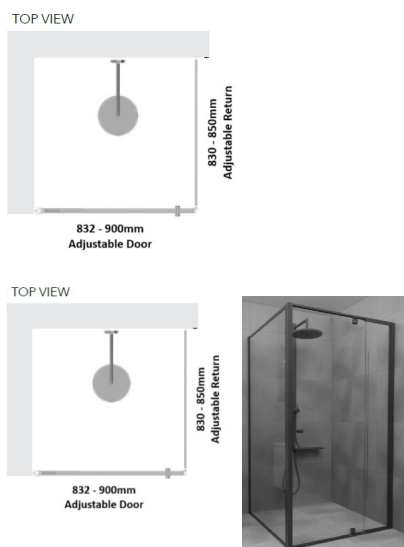 TOP VIEW
830 - 850mm
Adjustable Return
832 - 900mm
Adjustable Door
TOP VIEW
830 - 850mm
Adjustable Return
832 - 900mm
Adjustable Door